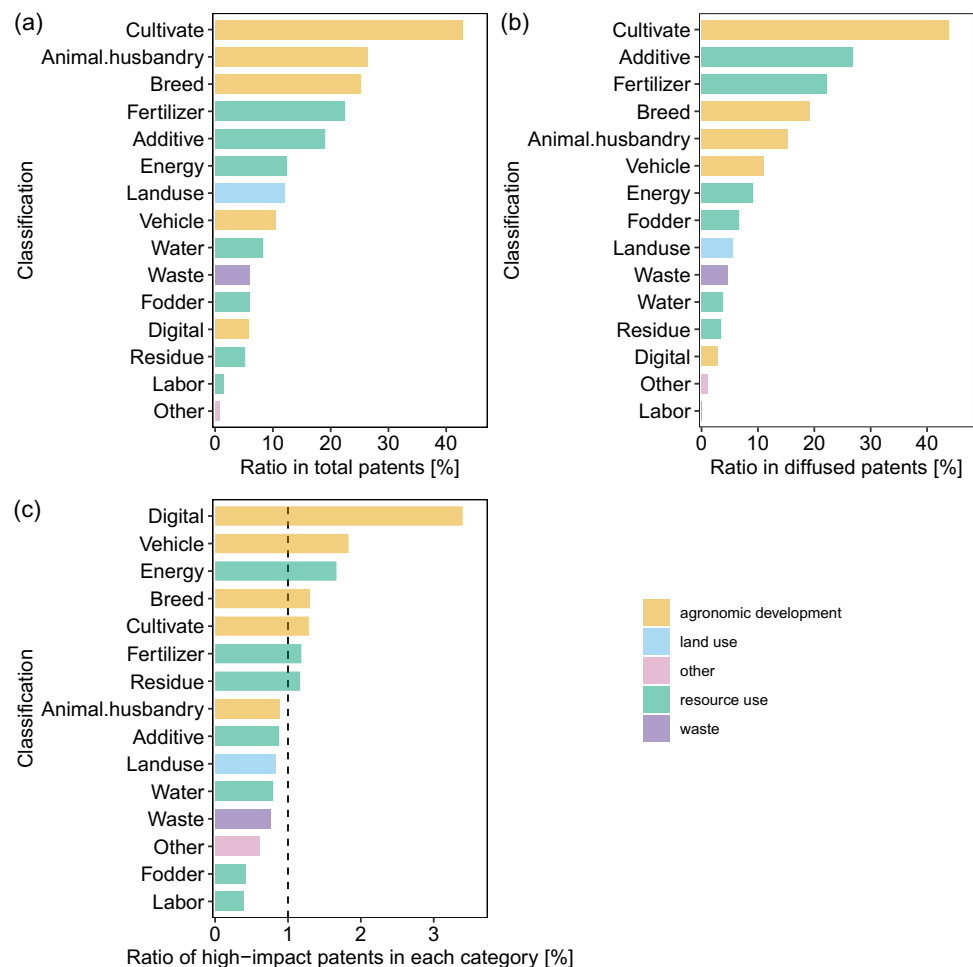 (a)
Classification
Cultivate
Animal.husbandry
Breed
Fertilizer
Additive
Energy
Landuse
Vehicle
Water
Waste
Fodder
Digital
Residue
Labor
Other
0 10 20 30 40
Ratio in total patents [%]
(b)
Classification
Cultivate
Additive
Fertilizer
Breed
Animal.husbandry
Vehicle
Energy
Fodder
Landuse
Waste
Water
Residue
Digital
Other
Labor
0 10 20 30 40
Ratio in diffused patents [%]
(c)
Classification
Digital
Vehicle
Energy
Breed
Cultivate
Fertilizer
Residue
Animal.husbandry
Additive
Landuse
Water
Waste
Other
Fodder
Labor
0 1 2 3
Ratio of high−impact patents in each category [%]
agronomic development
land use
other
resource use
waste